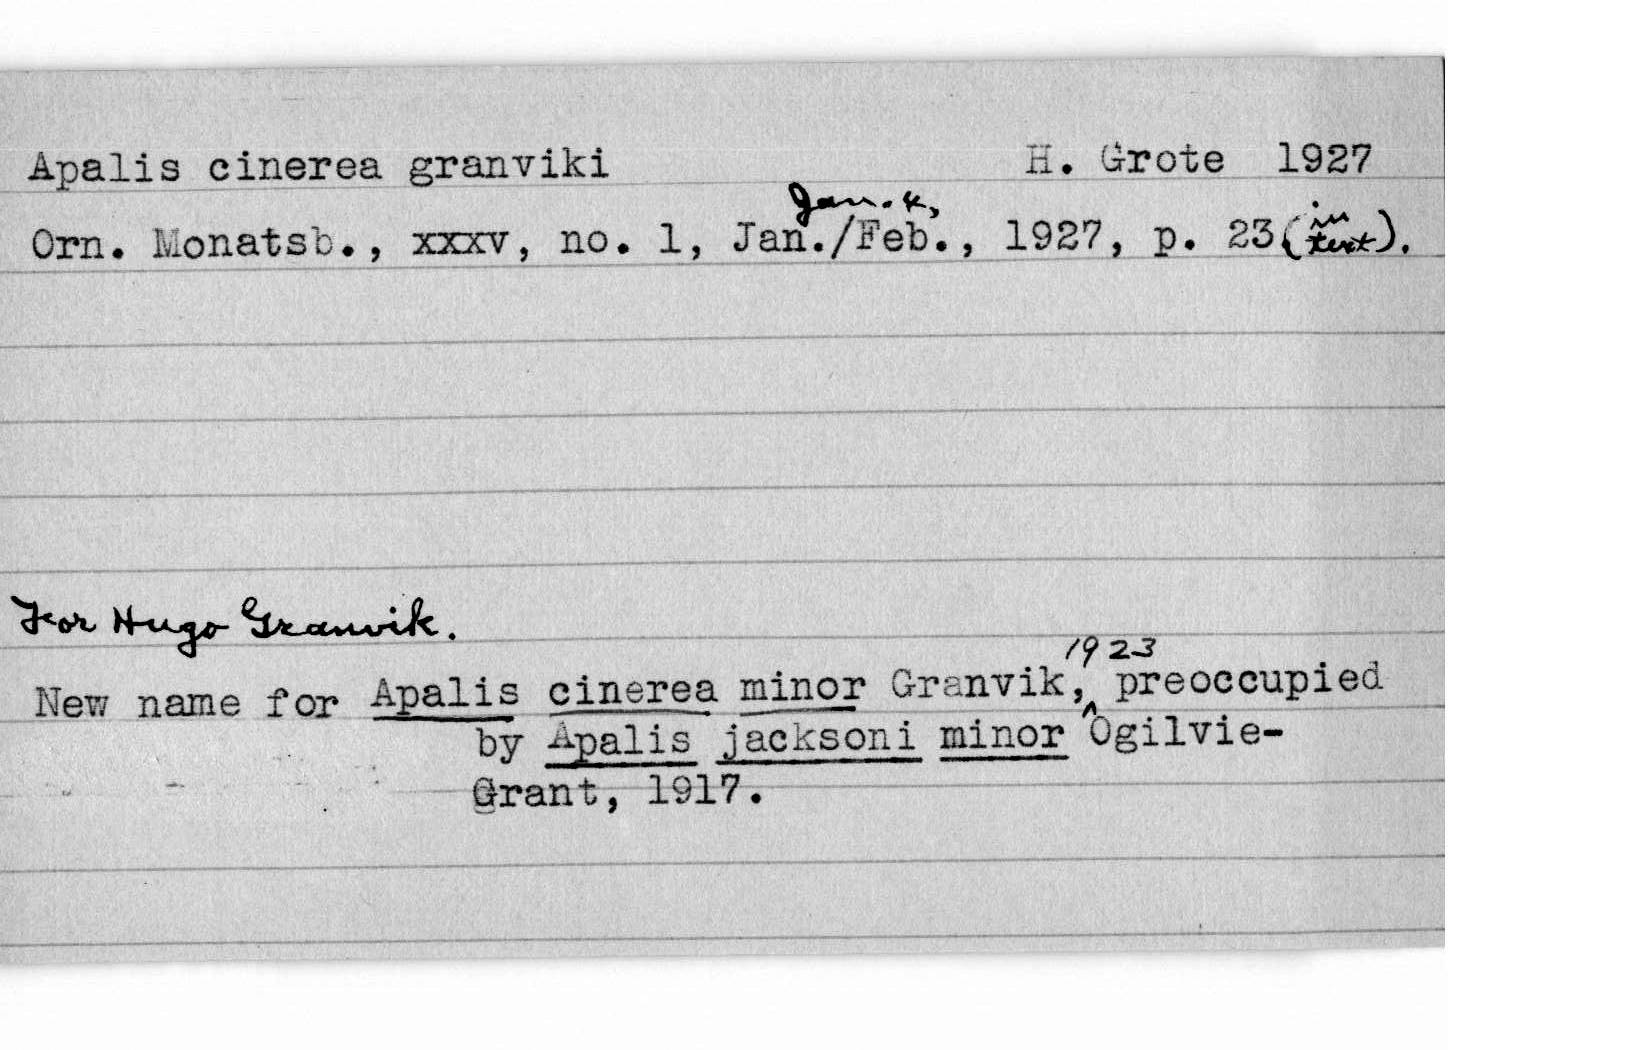 Apalis cinerea granviki H. Grote 1927
Jan. 4,
Orn. Monatsb., xxxv, no. 1, Jan./Feb., 1927, p. 23 (in text).
For Hugo Granvik.
1923
New name for Apalis cinerea minor Granvik,^ preoccupied
by Apalis jacksoni minor Ogilvie-
Grant, 1917.